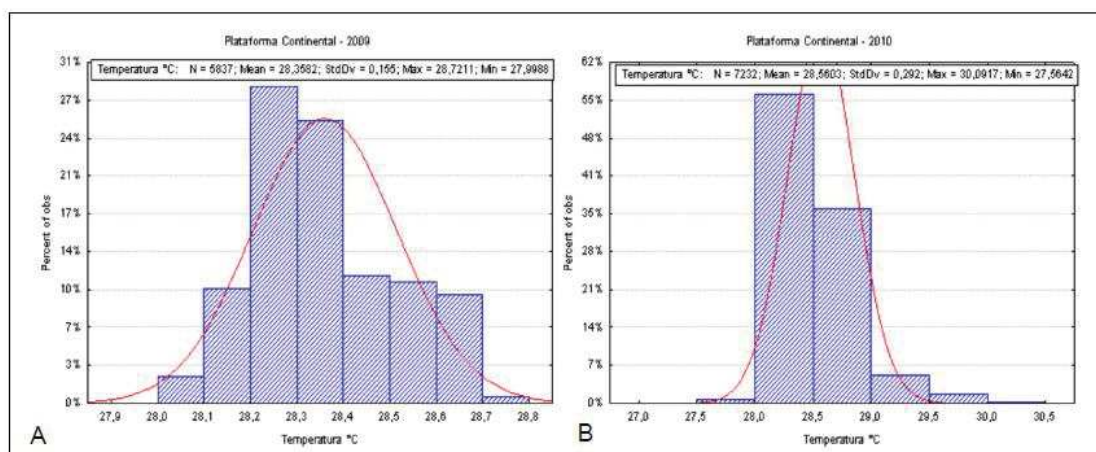 Plataforma Continental - 2009
Temperatura °C: N = 5837; Mean = 28,3582; StdDv = 0,155; Max = 28,7211; Min = 27,9988
31%
27%
24%
21%
17%
14%
10%
7%
3%
0%
Percent of obs
27,9 28,0 28,1 28,2 28,3 28,4 28,5 28,6 28,7 28,8
Temperatura °C
A
Plataforma Continental - 2010
Temperatura °C: N = 7232; Mean = 28,5603; StdDv = 0,292; Max = 30,0917; Min = 27,5642
62%
55%
48%
41%
35%
28%
21%
14%
7%
0%
Percent of obs
27,0 27,5 28,0 28,5 29,0 29,5 30,0 30,5
Temperatura °C
B